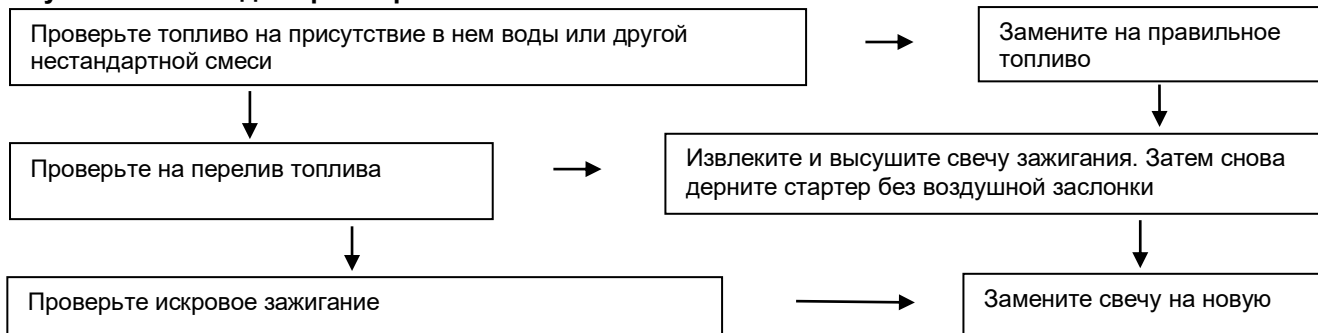 Проверьте топливо на присутствие в нем воды или другой
нестандартной смеси
Замените на правильное
топливо
Проверьте на перелив топлива
Извлеките и высушите свечу зажигания. Затем снова
дерните стартер без воздушной заслонки
Проверьте искровое зажигание
Замените свечу на новую